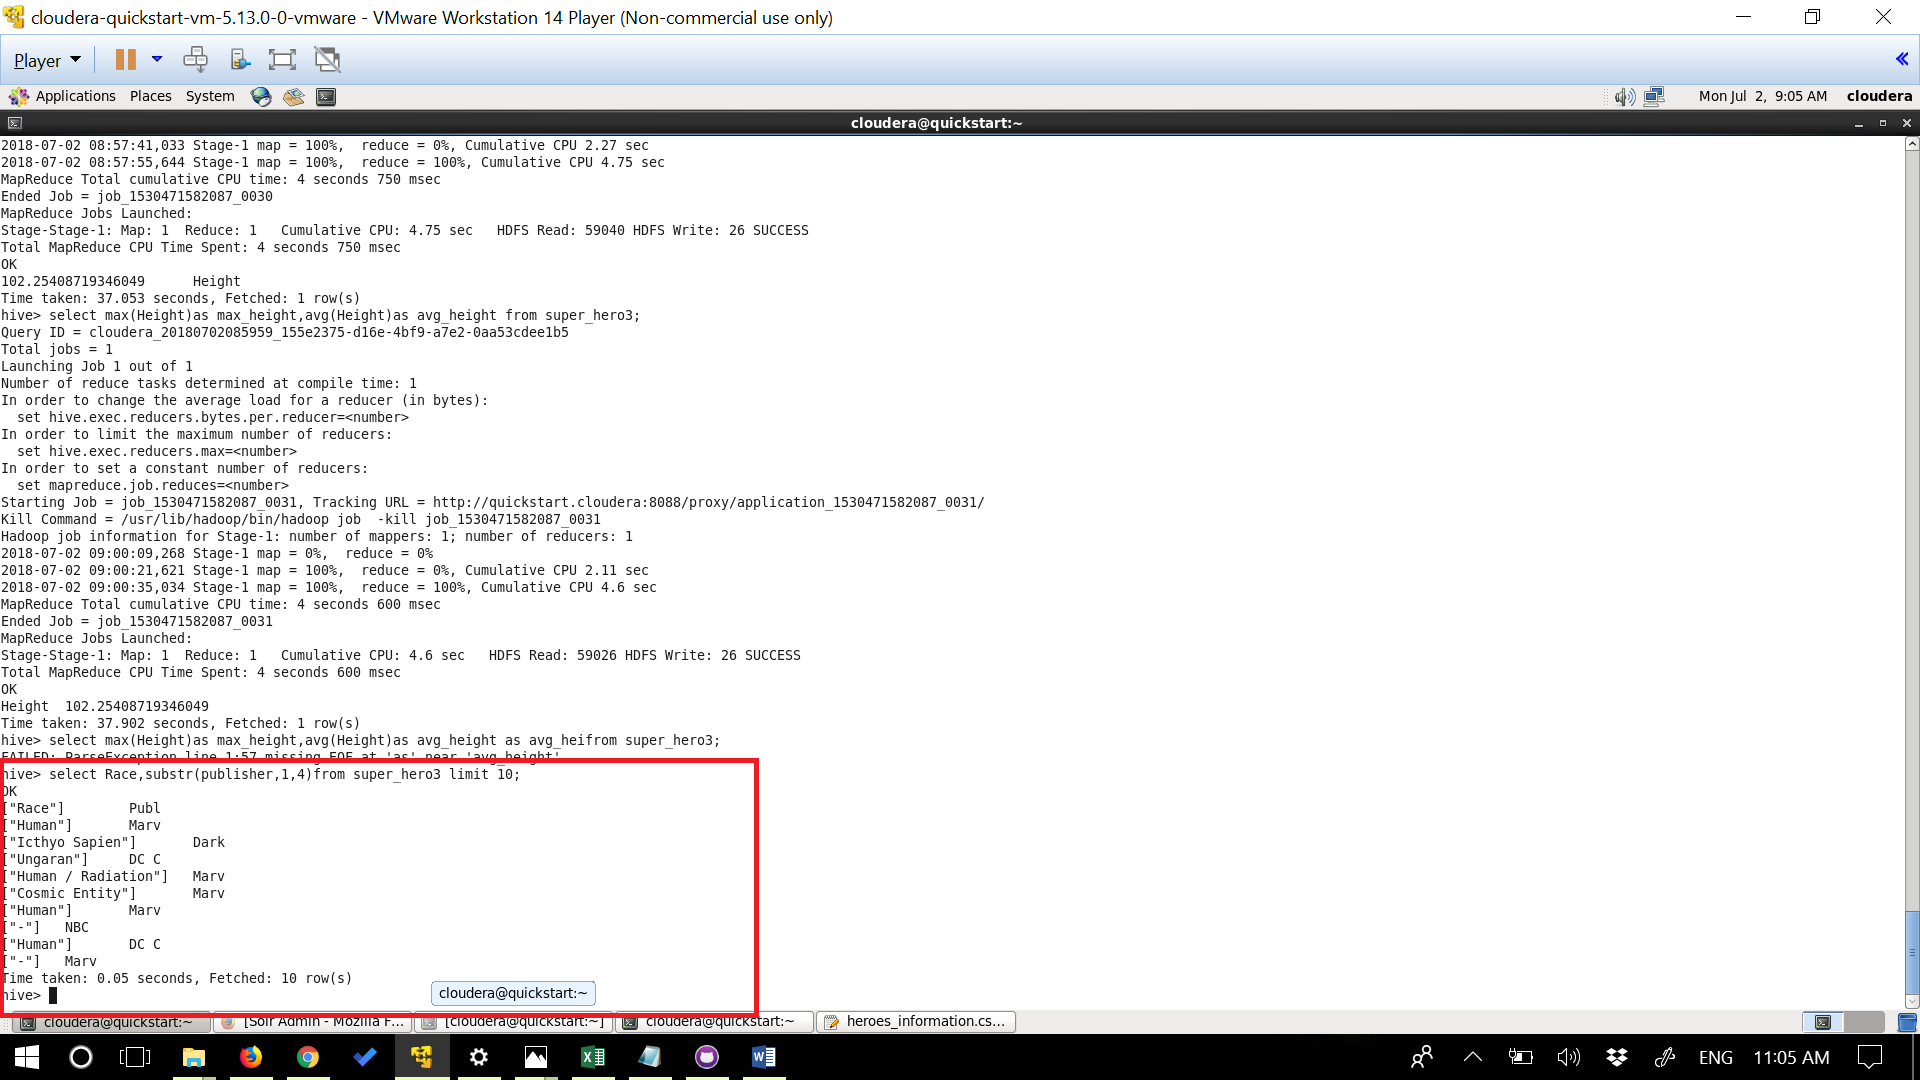 cloudera-quickstart-vm-5.13.0-0-vmware - VMware Workstation 14 Player (Non-commercial use only)
Player
Applications Places System Mon Jul 2, 9:05 AM cloudera
cloudera@quickstart:~
2018-07-02 08:57:41,033 Stage-1 map = 100%,  reduce = 0%, Cumulative CPU 2.27 sec
2018-07-02 08:57:55,644 Stage-1 map = 100%,  reduce = 100%, Cumulative CPU 4.75 sec
MapReduce Total cumulative CPU time: 4 seconds 750 msec
Ended Job = job_1530471582087_0030
MapReduce Jobs Launched:
Stage-Stage-1: Map: 1  Reduce: 1   Cumulative CPU: 4.75 sec   HDFS Read: 59040 HDFS Write: 26 SUCCESS
Total MapReduce CPU Time Spent: 4 seconds 750 msec
OK
102.25408719346049      Height
Time taken: 37.053 seconds, Fetched: 1 row(s)
hive> select max(Height)as max_height,avg(Height)as avg_height from super_hero3;
Query ID = cloudera_20180702085959_155e2375-d16e-4bf9-a7e2-0aa53cdee1b5
Total jobs = 1
Launching Job 1 out of 1
Number of reduce tasks determined at compile time: 1
In order to change the average load for a reducer (in bytes):
  set hive.exec.reducers.bytes.per.reducer=<number>
In order to limit the maximum number of reducers:
  set hive.exec.reducers.max=<number>
In order to set a constant number of reducers:
  set mapreduce.job.reduces=<number>
Starting Job = job_1530471582087_0031, Tracking URL = http://quickstart.cloudera:8088/proxy/application_1530471582087_0031/
Kill Command = /usr/lib/hadoop/bin/hadoop job  -kill job_1530471582087_0031
Hadoop job information for Stage-1: number of mappers: 1; number of reducers: 1
2018-07-02 09:00:09,268 Stage-1 map = 0%,  reduce = 0%
2018-07-02 09:00:21,621 Stage-1 map = 100%,  reduce = 0%, Cumulative CPU 2.11 sec
2018-07-02 09:00:35,034 Stage-1 map = 100%,  reduce = 100%, Cumulative CPU 4.6 sec
MapReduce Total cumulative CPU time: 4 seconds 600 msec
Ended Job = job_1530471582087_0031
MapReduce Jobs Launched:
Stage-Stage-1: Map: 1  Reduce: 1   Cumulative CPU: 4.6 sec   HDFS Read: 59026 HDFS Write: 26 SUCCESS
Total MapReduce CPU Time Spent: 4 seconds 600 msec
OK
Height  102.25408719346049
Time taken: 37.902 seconds, Fetched: 1 row(s)
hive> select max(Height)as max_height,avg(Height)as avg_height as avg_heifrom super_hero3;
FAILED: ParseException line 1:57 missing EOF at 'as' near 'avg_height'
hive> select Race,substr(publisher,1,4)from super_hero3 limit 10;
OK
["Race"]        Publ
["Human"]       Marv
["Icthyo Sapien"]       Dark
["Ungaran"]     DC C
["Human / Radiation"]   Marv
["Cosmic Entity"]       Marv
["Human"]       Marv
["-"]   NBC
["Human"]       DC C
["-"]   Marv
Time taken: 0.05 seconds, Fetched: 10 row(s)
hive>
cloudera@quickstart:~
cloudera@quickstart:~ [Solr Admin - Mozilla F... [cloudera@quickstart:~] cloudera@quickstart:~ heroes_information.cs...
ENG 11:05 AM